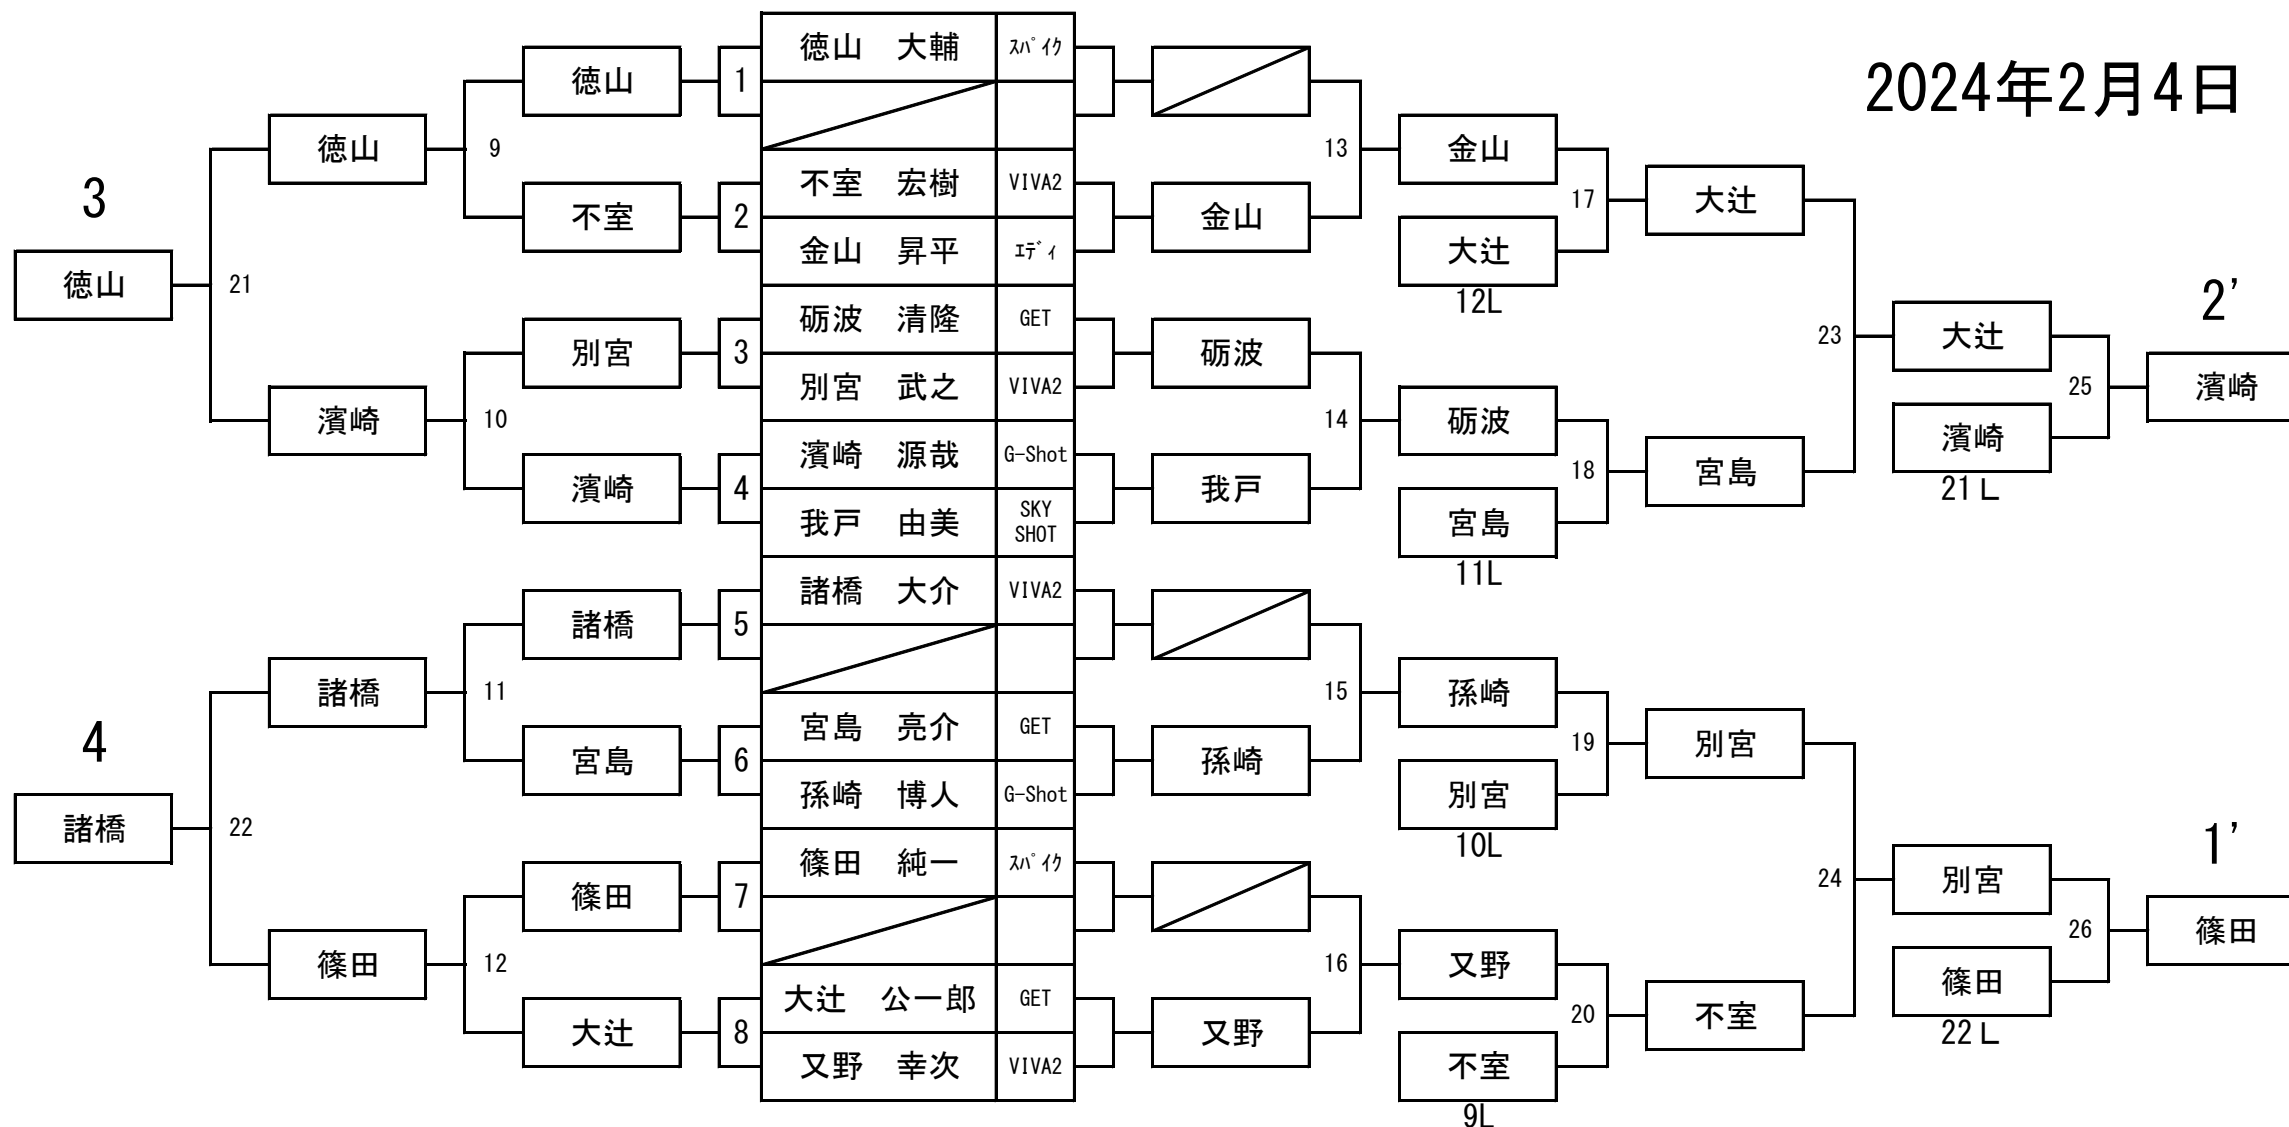 2024年2月4日
徳山　大輔 ｽﾊﾟｲｸ
徳山 1
徳山 9 13 金山
3
不室　宏樹 VIVA2
不室 2 金山 17 大辻
金山　昇平 ｴﾃﾞｨ
大辻
12L
徳山 21
2'
砺波　清隆 GET
別宮 3 砺波 23 大辻
別宮　武之 VIVA2
25 濱崎
濱崎 10 14 砺波
濱崎
21L
濱崎　源哉 G-Shot
濱崎 4 我戸 18 宮島
我戸　由美 SKY
SHOT
宮島
11L
諸橋　大介 VIVA2
諸橋 5
諸橋 11 15 孫崎
4
宮島　亮介 GET
宮島 6 孫崎 19 別宮
孫崎　博人 G-Shot
別宮
10L
諸橋 22
1'
篠田　純一 ｽﾊﾟｲｸ
篠田 7 24 別宮
26 篠田
篠田 12 16 又野
篠田
22L
大辻　公一郎 GET
大辻 8 又野 20 不室
又野　幸次 VIVA2
不室
9L